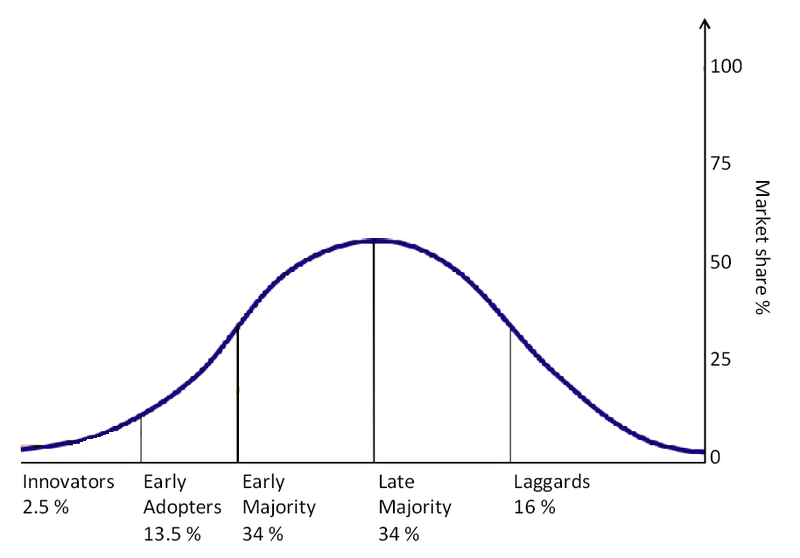 100
75
50
25
0
Market share %
Innovators
2.5 %
Early
Adopters
13.5 %
Early
Majority
34 %
Late
Majority
34 %
Laggards
16 %